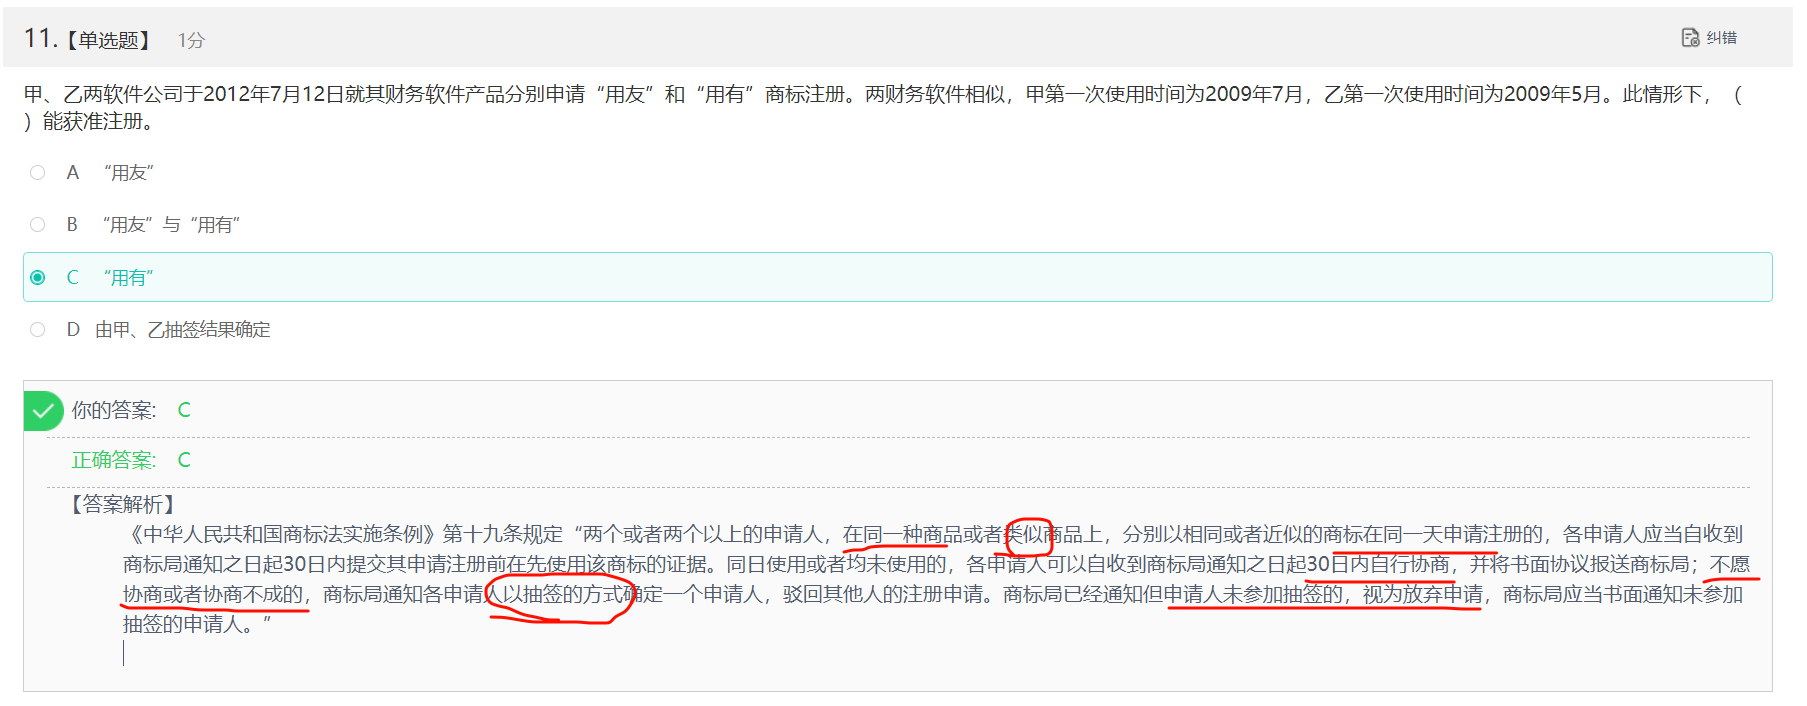 11.【单选题】 1分
纠错
甲、乙两软件公司于2012年7月12日就其财务软件产品分别申请“用友”和“用有”商标注册。两财务软件相似，甲第一次使用时间为2009年7月，乙第一次使用时间为2009年5月。此情形下，（
）能获准注册。
A “用友”
B “用友”与“用有”
C “用有”
D 由甲、乙抽签结果确定
你的答案: C
正确答案: C
【答案解析】
《中华人民共和国商标法实施条例》第十九条规定“两个或者两个以上的申请人，在同一种商品或者类似商品上，分别以相同或者近似的商标在同一天申请注册的，各申请人应当自收到
商标局通知之日起30日内提交其申请注册前在先使用该商标的证据。同日使用或者均未使用的，各申请人可以自收到商标局通知之日起30日内自行协商，并将书面协议报送商标局；不愿
协商或者协商不成的，商标局通知各申请人以抽签的方式确定一个申请人，驳回其他人的注册申请。商标局已经通知但申请人未参加抽签的，视为放弃申请，商标局应当书面通知未参加
抽签的申请人。”